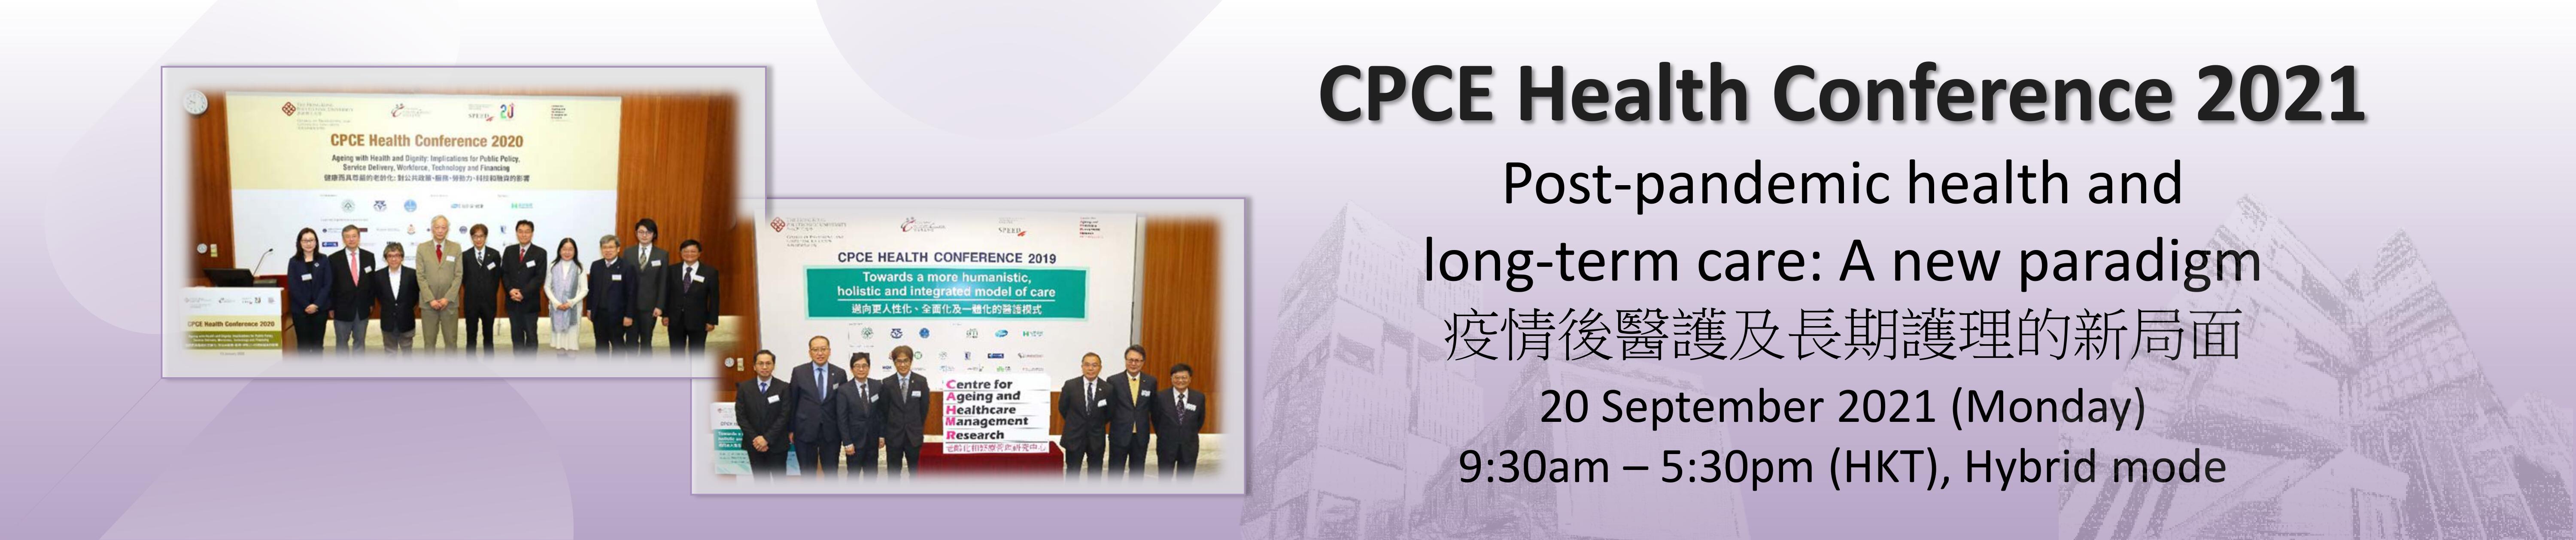 CPCE Health Conference 2021
Post-pandemic health and
long-term care: A new paradigm
疫情後醫護及長期護理的新局面
20 September 2021 (Monday)
9:30am – 5:30pm (HKT), Hybrid mode
CPCE Health Conference 2020
Ageing with Health and Dignity: Implications for Public Policy,
Service Delivery, Workforce, Technology and Financing
健康而具尊嚴的老齡化: 對公共政策、服務、勞動力、科技和融資的影響
SPEED 20
CPCE Health Conference 2020
CPCE HEALTH CONFERENCE 2019
Towards a more humanistic,
holistic and integrated model of care
邁向更人性化、全面化及一體化的醫護模式
SPEED
Centre for
Ageing and
Healthcare
Management
Research